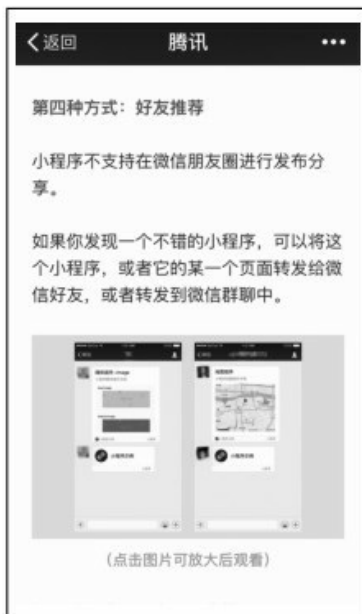 返回 腾讯
第四种方式：好友推荐
小程序不支持在微信朋友圈进行发布分
享。
如果你发现一个不错的小程序，可以将这
个小程序，或者它的某一个页面转发给微
信好友，或者转发到微信群聊中。
（点击图片可放大后观看）